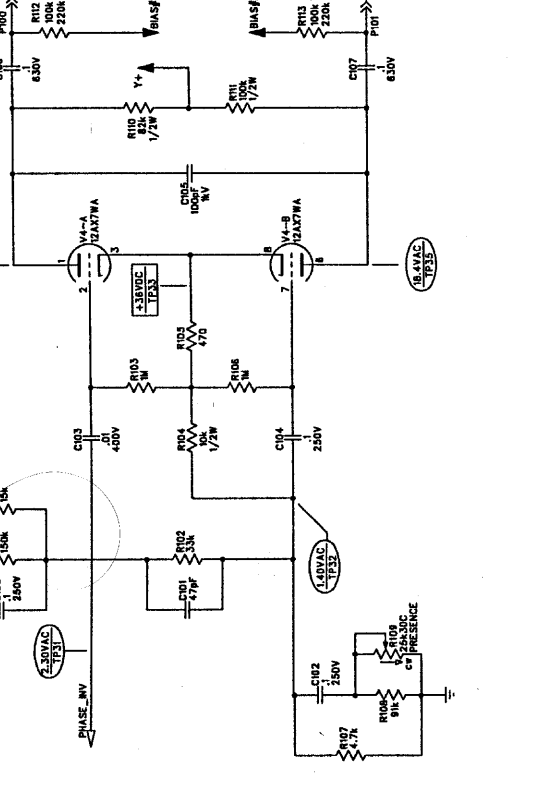 P100
R112
100k
220k
BIAS#
BIAS#
R113
100k
220k
P101
.1
630V
R110
82k
1/2W
Y+
R111
100k
1/2W
C107
.1
630V
C105
100pF
1kV
V4-A
12AX7WA
1
2
3
+36VDC
TP33
V4-B
12AX7WA
8
7
6
18.4VAC
TP35
R103
1M
R105
470
R106
1M
C103
.01
400V
R104
10k
1/2W
C104
.1
250V
15k
150k
.1
250V
C101
47pF
R102
33k
1.40VAC
TP32
2.30VAC
TP31
PHASE_INV
C102
.1
250V
R109
25k30C
PRESENCE
CW
R108
91k
R107
4.7k